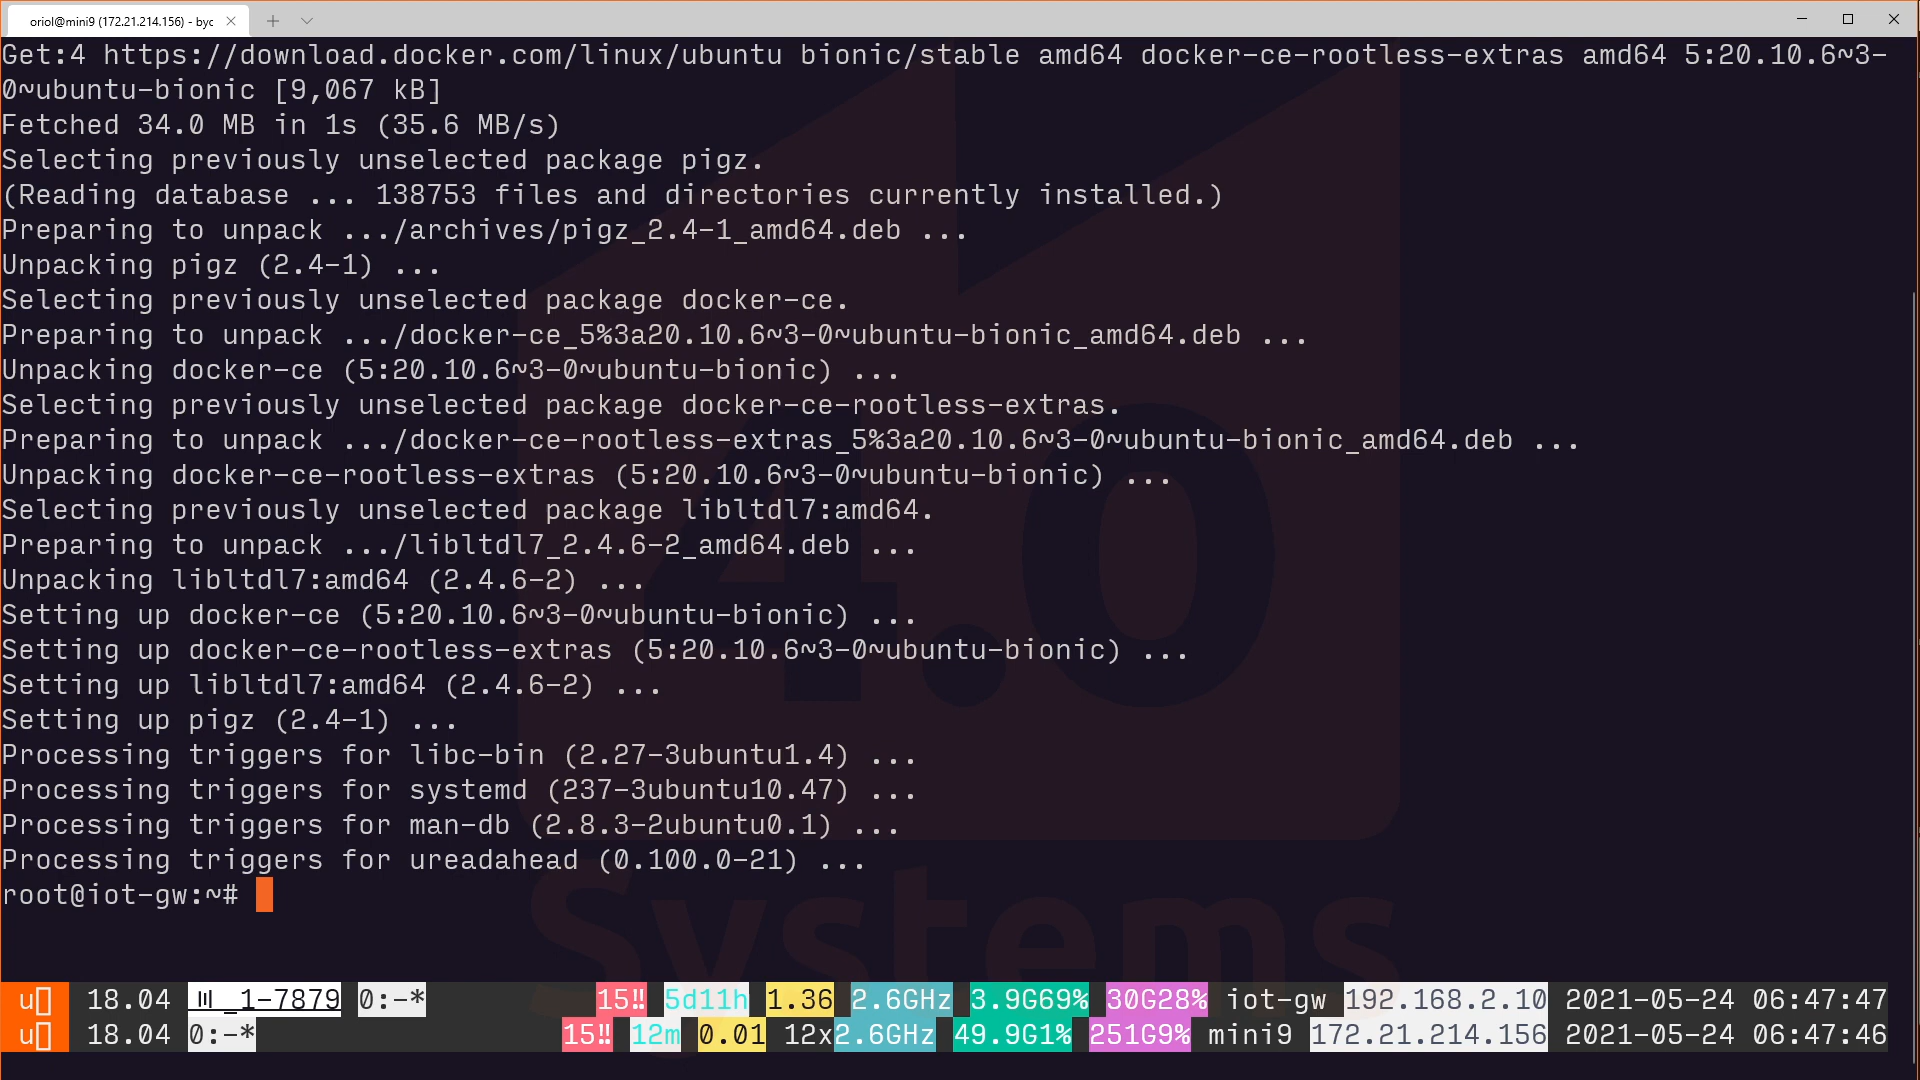 oriol@mini9 (172.21.214.156) - byc
Get:4 https://download.docker.com/linux/ubuntu bionic/stable amd64 docker-ce-rootless-extras amd64 5:20.10.6~3-
0~ubuntu-bionic [9,067 kB]
Fetched 34.0 MB in 1s (35.6 MB/s)
Selecting previously unselected package pigz.
(Reading database ... 138753 files and directories currently installed.)
Preparing to unpack .../archives/pigz_2.4-1_amd64.deb ...
Unpacking pigz (2.4-1) ...
Selecting previously unselected package docker-ce.
Preparing to unpack .../docker-ce_5%3a20.10.6~3-0~ubuntu-bionic_amd64.deb ...
Unpacking docker-ce (5:20.10.6~3-0~ubuntu-bionic) ...
Selecting previously unselected package docker-ce-rootless-extras.
Preparing to unpack .../docker-ce-rootless-extras_5%3a20.10.6~3-0~ubuntu-bionic_amd64.deb ...
Unpacking docker-ce-rootless-extras (5:20.10.6~3-0~ubuntu-bionic) ...
Selecting previously unselected package libltdl7:amd64.
Preparing to unpack .../libltdl7_2.4.6-2_amd64.deb ...
Unpacking libltdl7:amd64 (2.4.6-2) ...
Setting up docker-ce (5:20.10.6~3-0~ubuntu-bionic) ...
Setting up docker-ce-rootless-extras (5:20.10.6~3-0~ubuntu-bionic) ...
Setting up libltdl7:amd64 (2.4.6-2) ...
Setting up pigz (2.4-1) ...
Processing triggers for libc-bin (2.27-3ubuntu1.4) ...
Processing triggers for systemd (237-3ubuntu10.47) ...
Processing triggers for man-db (2.8.3-2ubuntu0.1) ...
Processing triggers for ureadahead (0.100.0-21) ...
root@iot-gw:~#
4.0
Systems
u 18.04 _1-7879 0:-* 15!! 5d11h 1.36 2.6GHz 3.9G69% 30G28% iot-gw 192.168.2.10 2021-05-24 06:47:47
u 18.04 0:-* 15!! 12m 0.01 12x2.6GHz 49.9G1% 251G9% mini9 172.21.214.156 2021-05-24 06:47:46